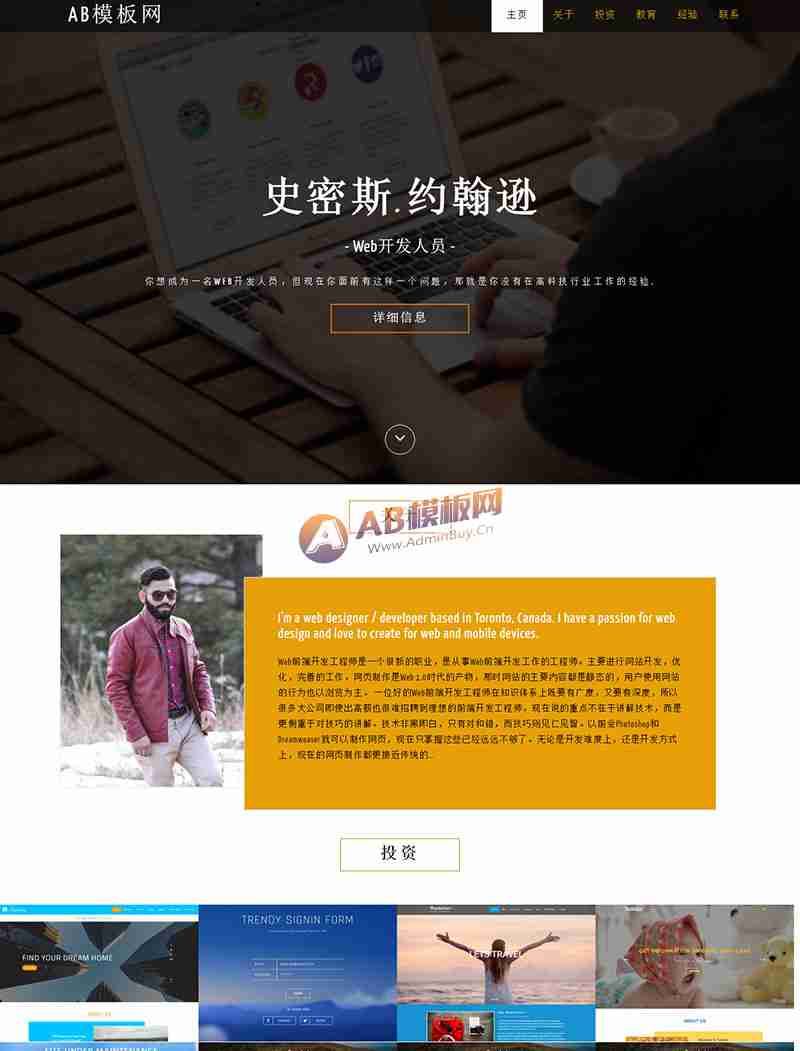 AB模板网
主页 关于 投资 教育 经验 联系
史密斯.约翰逊
- Web开发人员 -
你想成为一名WEB开发人员，但现在你面前有这样一个问题，那就是你没有在高科技行业工作的经验.
详细信息
AB模板网
www.AdminBuy.Cn
I'm a web designer / developer based in Toronto, Canada. I have a passion for web
design and love to create for web and mobile devices.
Web前端开发工程师是一个很新的职业，是从事Web前端开发工作的工程师。主要进行网站开发，优
化，完善的工作。网页制作是Web 1.0时代的产物，那时网站的主要内容都是静态的，用户使用网站
的行为也以浏览为主。一位好的Web前端开发工程师在知识体系上既要有广度，又要有深度，所以
很多大公司即使出高薪也很难招聘到理想的前端开发工程师。现在说的重点不在于讲解技术，而是
更侧重于对技巧的讲解。技术非黑即白，只有对和错，而技巧则见仁见智。以前会Photoshop和
Dreamweaver就可以制作网页，现在只掌握这些已经远远不够了。无论是开发难度上，还是开发方式
上，现在的网页制作都更接近传统的...
投资
FIND YOUR DREAM HOME
TRENDY SIGNIN FORM
LETS TRAVEL
ABOUT US